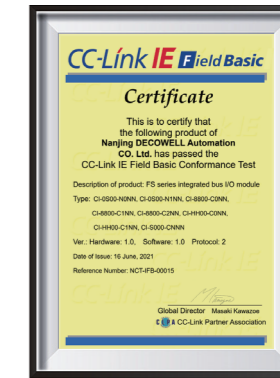 CC-Link IE Field Basic
Certificate
This is to certify that
the following product of
Nanjing DECOWELL Automation
CO. Ltd. has passed the
CC-Link IE Field Basic Conformance Test
Description of product: FS series integrated bus I/O module
Type: CI-0S00-N0NN, CI-0S00-N1NN, CI-8800-C0NN,
CI-8800-C1NN, CI-8800-C2NN, CI-HH00-C0NN,
CI-HH00-C1NN, CI-S000-CNNN
Ver.: Hardware: 1.0, Software: 1.0 Protocol: 2
Date of Issue: 16 June, 2021
Reference Number: NCT-IFB-00015
Global Director Masaki Kawazoe
CLPA CC-Link Partner Association